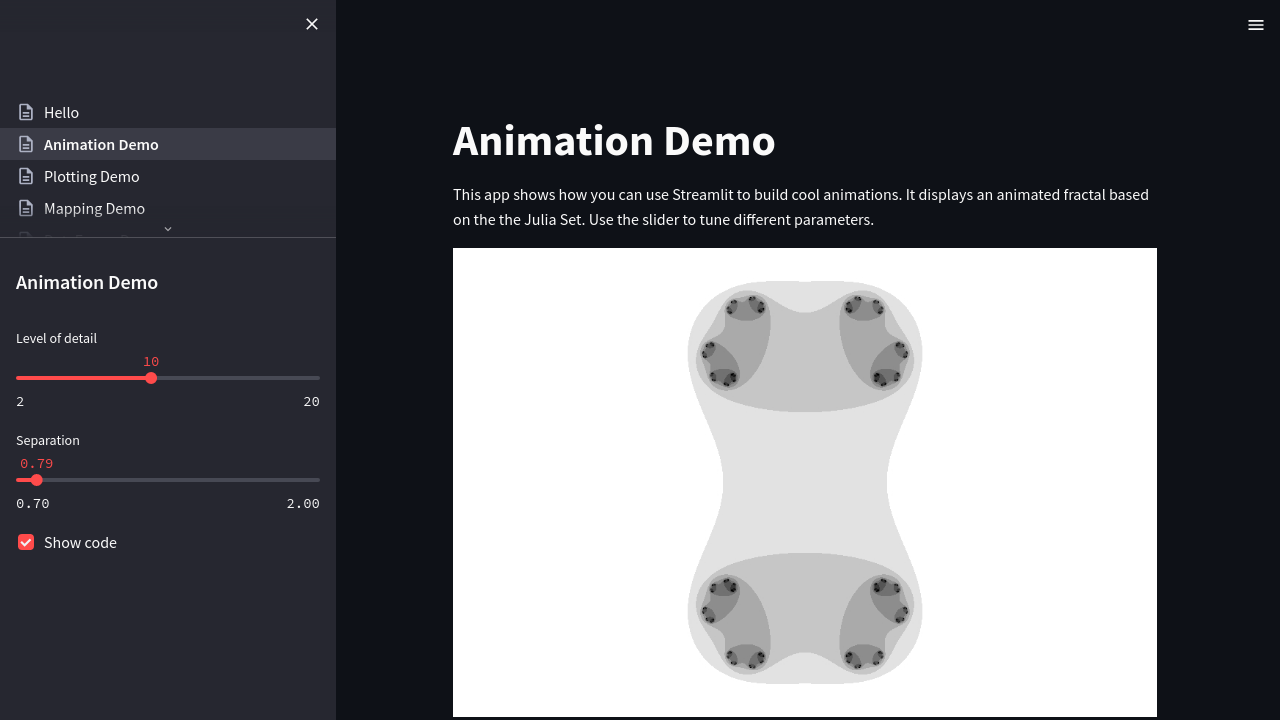 Hello
Animation Demo
Plotting Demo
Mapping Demo
Animation Demo
Level of detail
10
2 20
Separation
0.79
0.70 2.00
Show code
Animation Demo
This app shows how you can use Streamlit to build cool animations. It displays an animated fractal based
on the the Julia Set. Use the slider to tune different parameters.